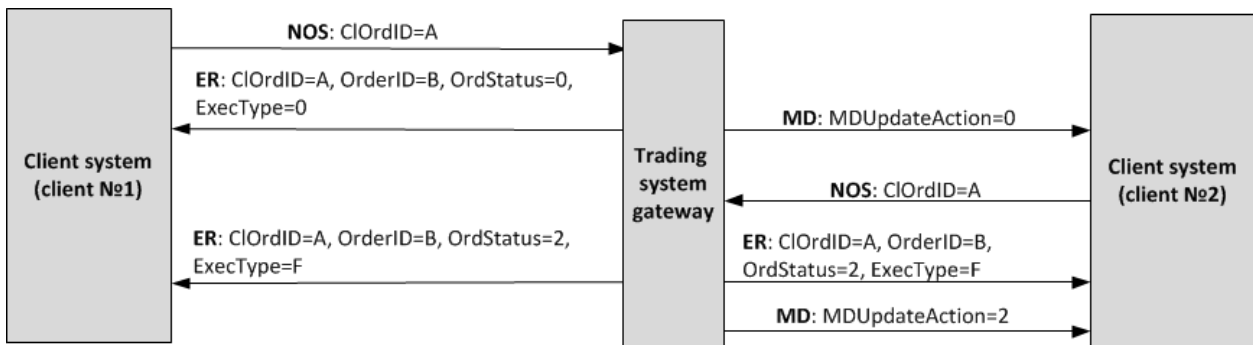 NOS: ClOrdID=A
ER: ClOrdID=A, OrderID=B, OrdStatus=0,
ExecType=0
MD: MDUpdateAction=0
Client system
(client №1)
Trading
system
gateway
Client system
(client №2)
NOS: ClOrdID=A
ER: ClOrdID=A, OrderID=B, OrdStatus=2,
ExecType=F
ER: ClOrdID=A, OrderID=B,
OrdStatus=2, ExecType=F
MD: MDUpdateAction=2